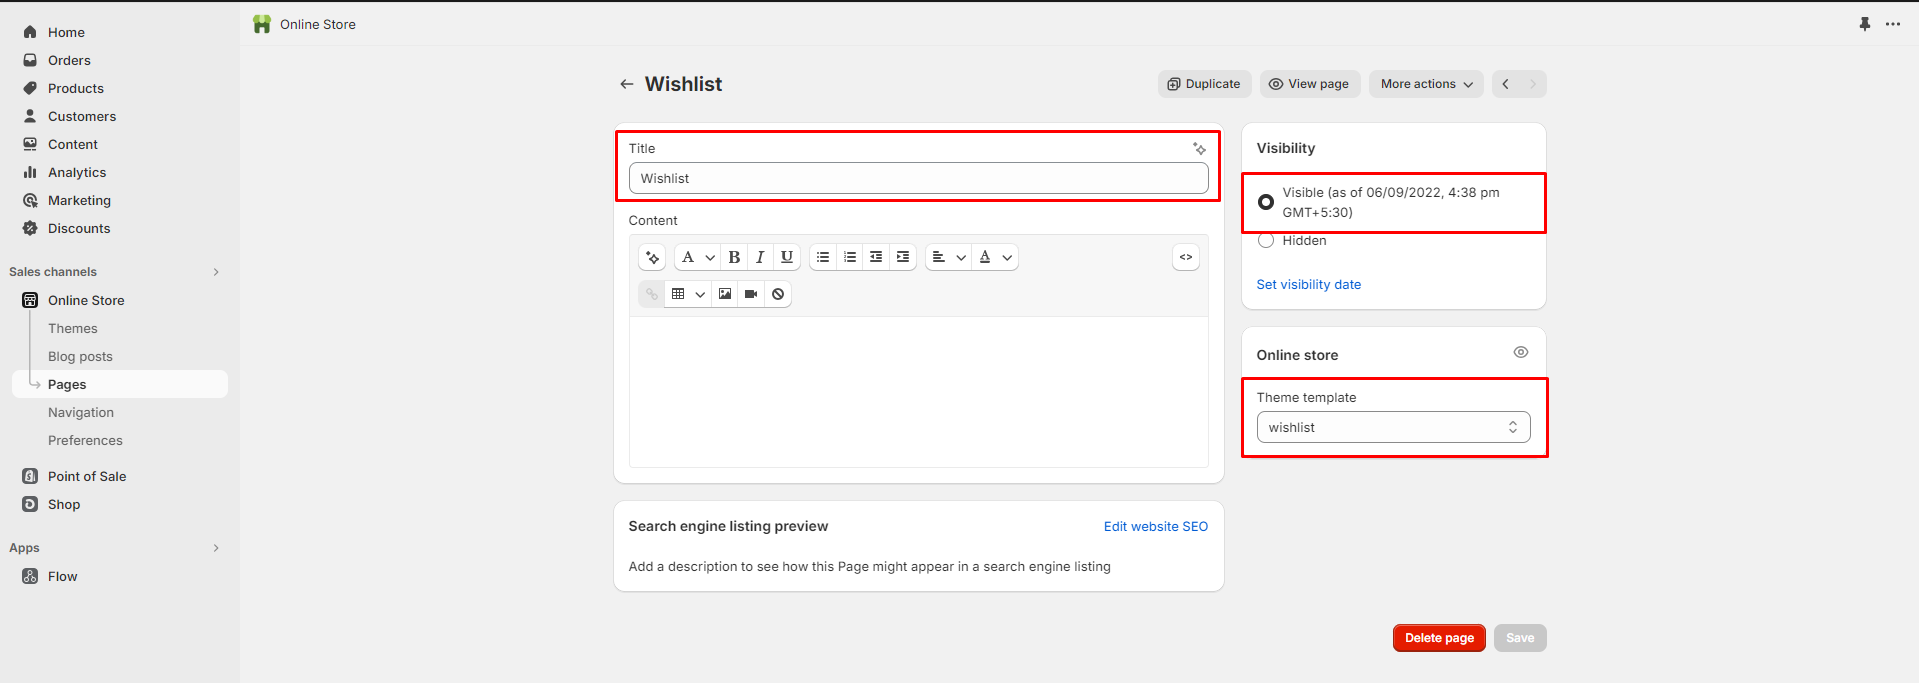 Home
Orders
Products
Customers
Content
Analytics
Marketing
Discounts
Sales channels
Online Store
Themes
Blog posts
Pages
Navigation
Preferences
Point of Sale
Shop
Apps
Flow
Online Store
Wishlist
Duplicate
View page
More actions
Title
Wishlist
Content
A B I U A <>
Search engine listing preview
Edit website SEO
Add a description to see how this Page might appear in a search engine listing
Visibility
Visible (as of 06/09/2022, 4:38 pm
GMT+5:30)
Hidden
Set visibility date
Online store
Theme template
wishlist
Delete page
Save